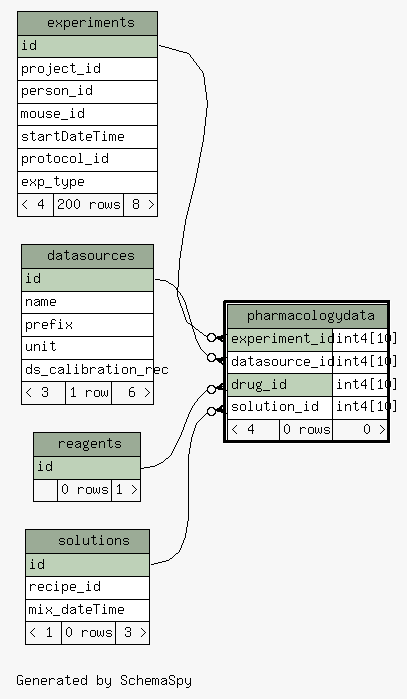 experiments
id
project_id
person_id
mouse_id
startDateTime
protocol_id
exp_type
< 4 200 rows 8 >
datasources
id
name
prefix
unit
ds_calibration_rec
< 3 1 row 6 >
pharmacologydata
experiment_id int4[10]
datasource_id int4[10]
drug_id int4[10]
solution_id int4[10]
< 4 0 rows 0 >
reagents
id
0 rows 1 >
solutions
id
recipe_id
mix_dateTime
< 1 0 rows 3 >
Generated by SchemaSpy